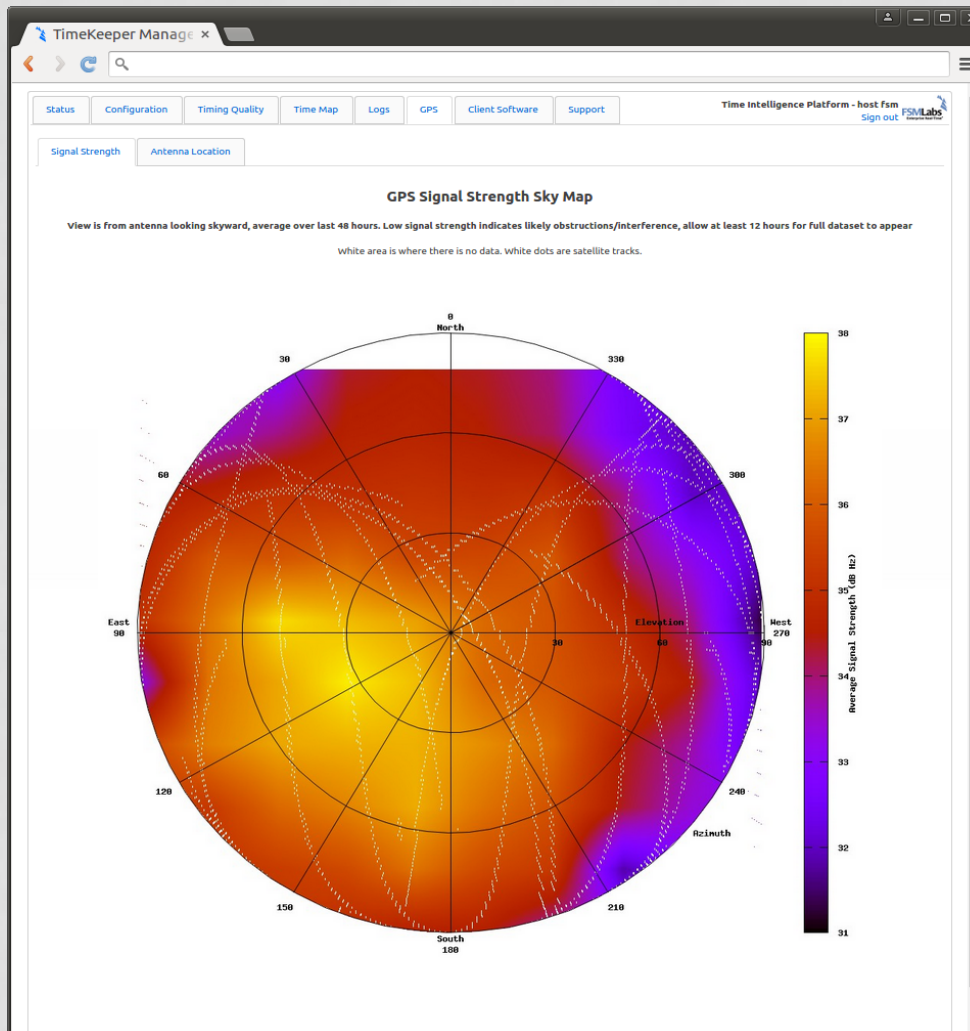 TimeKeeper Manage ×
Status Configuration Timing Quality Time Map Logs GPS Client Software Support
Time Intelligence Platform - host fsm
Sign out
FSMLabs
Signal Strength Antenna Location
GPS Signal Strength Sky Map
View is from antenna looking skyward, average over last 48 hours. Low signal strength indicates likely obstructions/interference, allow at least 12 hours for full dataset to appear
White area is where there is no data. White dots are satellite tracks.
0
North
30
330
38
37
60
300
36
East
90
Elevation
30
60
90
West
270
35
Average Signal Strength (dB Hz)
34
33
120
240
Azimuth
32
150
210
South
180
31